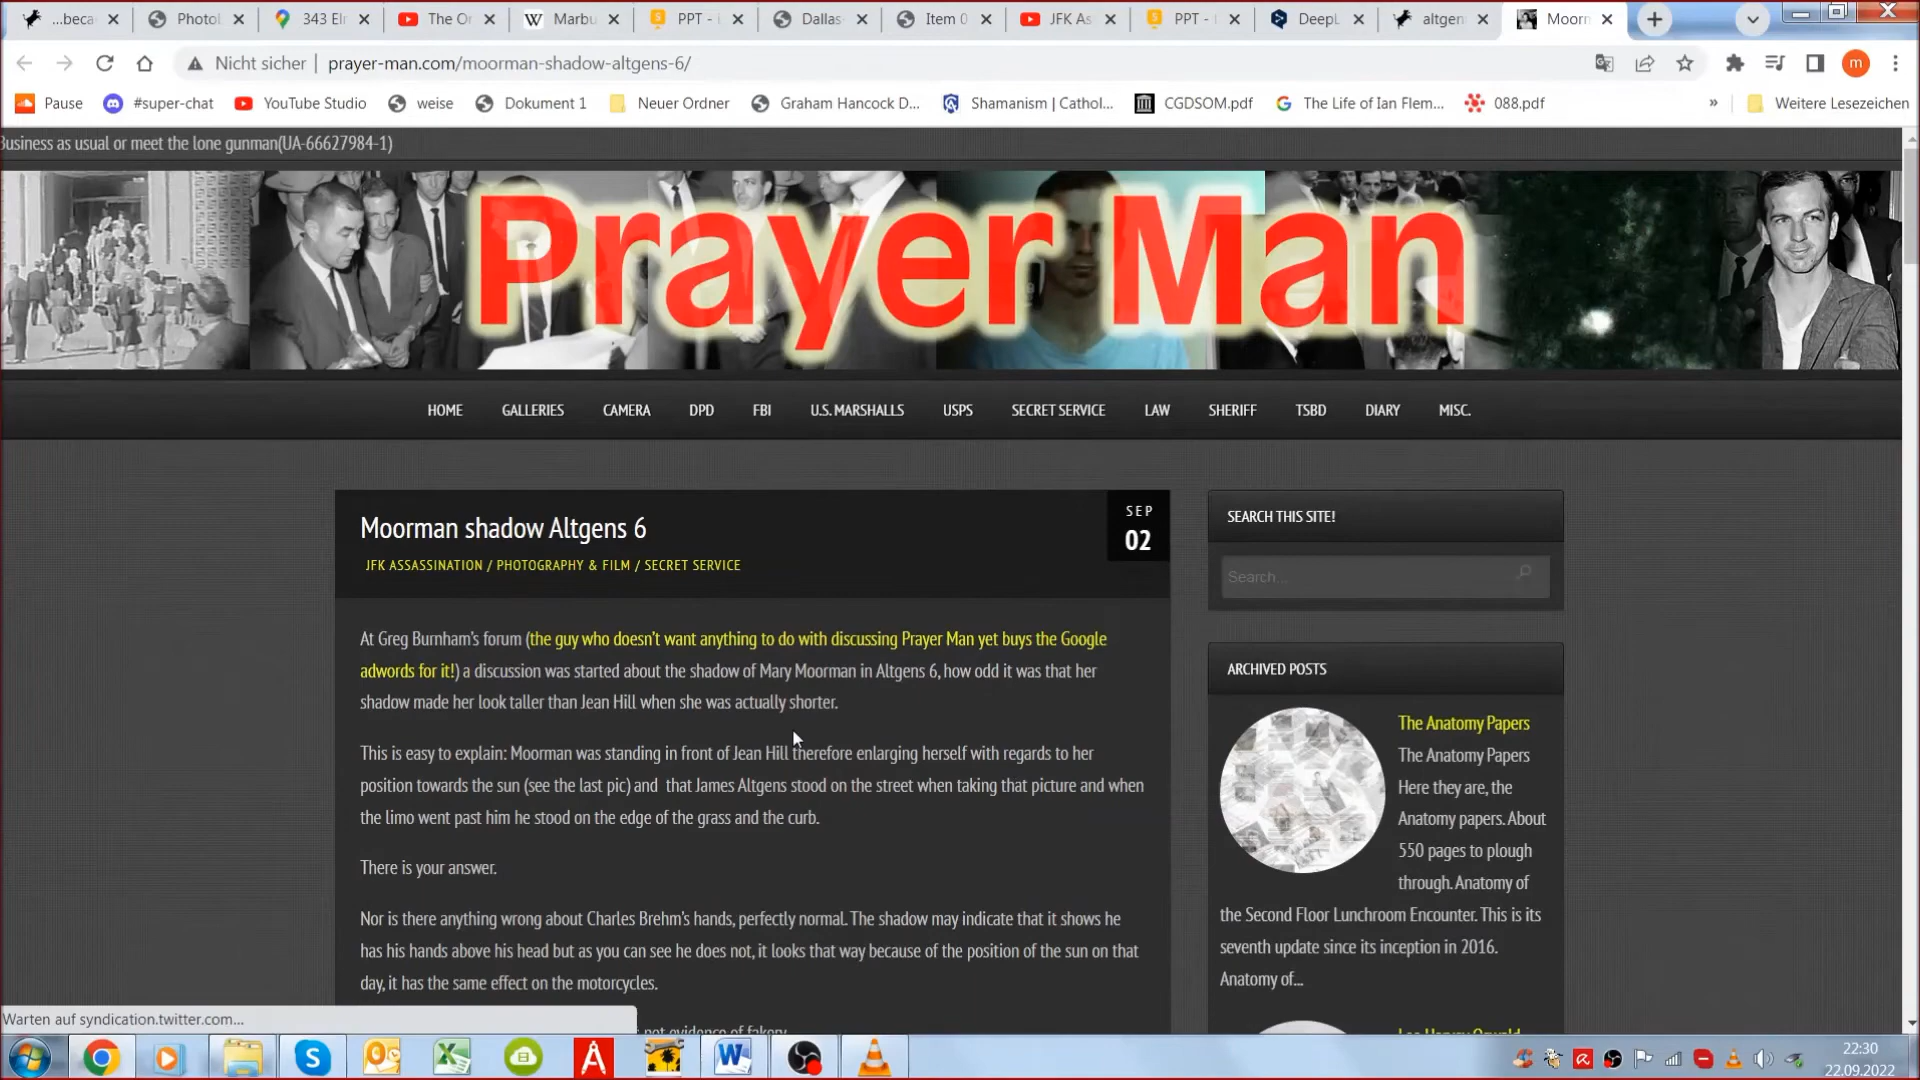 ...beca
Photol
343 Elr
The Or
Marbu
PPT - i
Dallas-
Item 0
JFK As
PPT -
DeepL
altgen
Moorn
Nicht sicher | prayer-man.com/moorman-shadow-altgens-6/
m
Pause
#super-chat
YouTube Studio
weise
Dokument 1
Neuer Ordner
Graham Hancock D...
Shamanism | Cathol...
CGDSOM.pdf
The Life of Ian Flem...
088.pdf
»
Weitere Lesezeichen
Business as usual or meet the lone gunman(UA-66627984-1)
Prayer Man
HOME
GALLERIES
CAMERA
DPD
FBI
U.S. MARSHALLS
USPS
SECRET SERVICE
LAW
SHERIFF
TSBD
DIARY
MISC.
Moorman shadow Altgens 6
JFK ASSASSINATION / PHOTOGRAPHY & FILM / SECRET SERVICE
SEP
02
At Greg Burnham's forum (the guy who doesn't want anything to do with discussing Prayer Man yet buys the Google
adwords for it!) a discussion was started about the shadow of Mary Moorman in Altgens 6, how odd it was that her
shadow made her look taller than Jean Hill when she was actually shorter.
This is easy to explain: Moorman was standing in front of Jean Hill therefore enlarging herself with regards to her
position towards the sun (see the last pic) and that James Altgens stood on the street when taking that picture and when
the limo went past him he stood on the edge of the grass and the curb.
There is your answer.
Nor is there anything wrong about Charles Brehm's hands, perfectly normal. The shadow may indicate that it shows he
has his hands above his head but as you can see he does not, it looks that way because of the position of the sun on that
day, it has the same effect on the motorcycles.
not evidence of fakery
SEARCH THIS SITE!
Search...
ARCHIVED POSTS
The Anatomy Papers
The Anatomy Papers
Here they are, the
Anatomy papers. About
550 pages to plough
through. Anatomy of
the Second Floor Lunchroom Encounter. This is its
seventh update since its inception in 2016.
Anatomy of...
Lee Harvey Oswald
Warten auf syndication.twitter.com...
22:30
22.09.2022